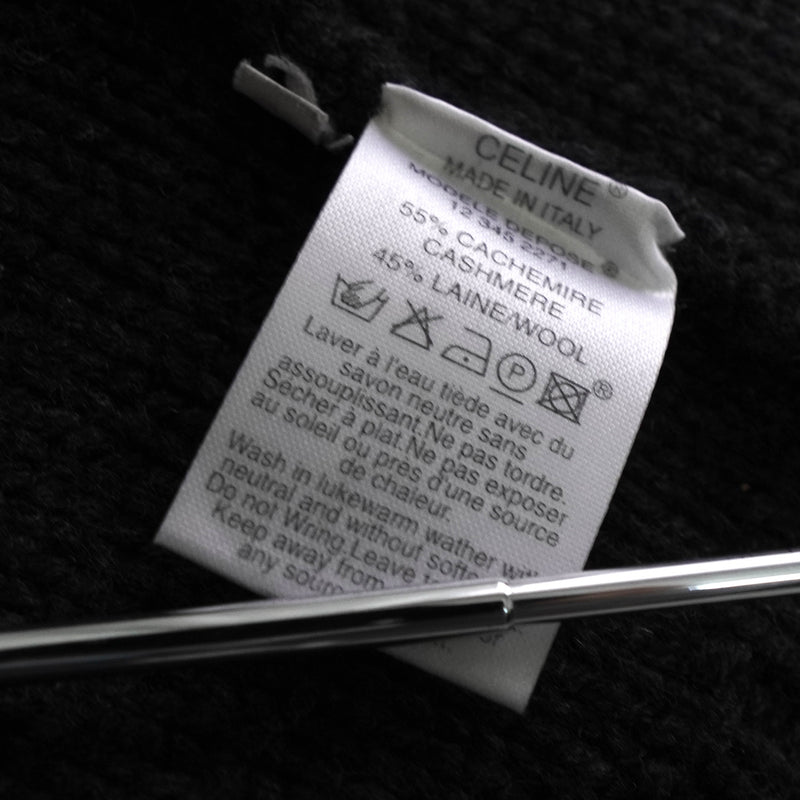 CELINE®
MADE IN ITALY
MODELE DEPOSE®
12 345 2271
55% CACHEMIRE
CASHMERE
45% LAINE/WOOL
P
®
Laver à l'eau tiède avec du
savon neutre sans
assouplissant.Ne pas tordre.
Sécher à plat.Ne pas exposer
au soleil ou près d'une source
de chaleur.
Wash in lukewarm wather with
neutral and without
Do not Wring Leave
Keep away from
any